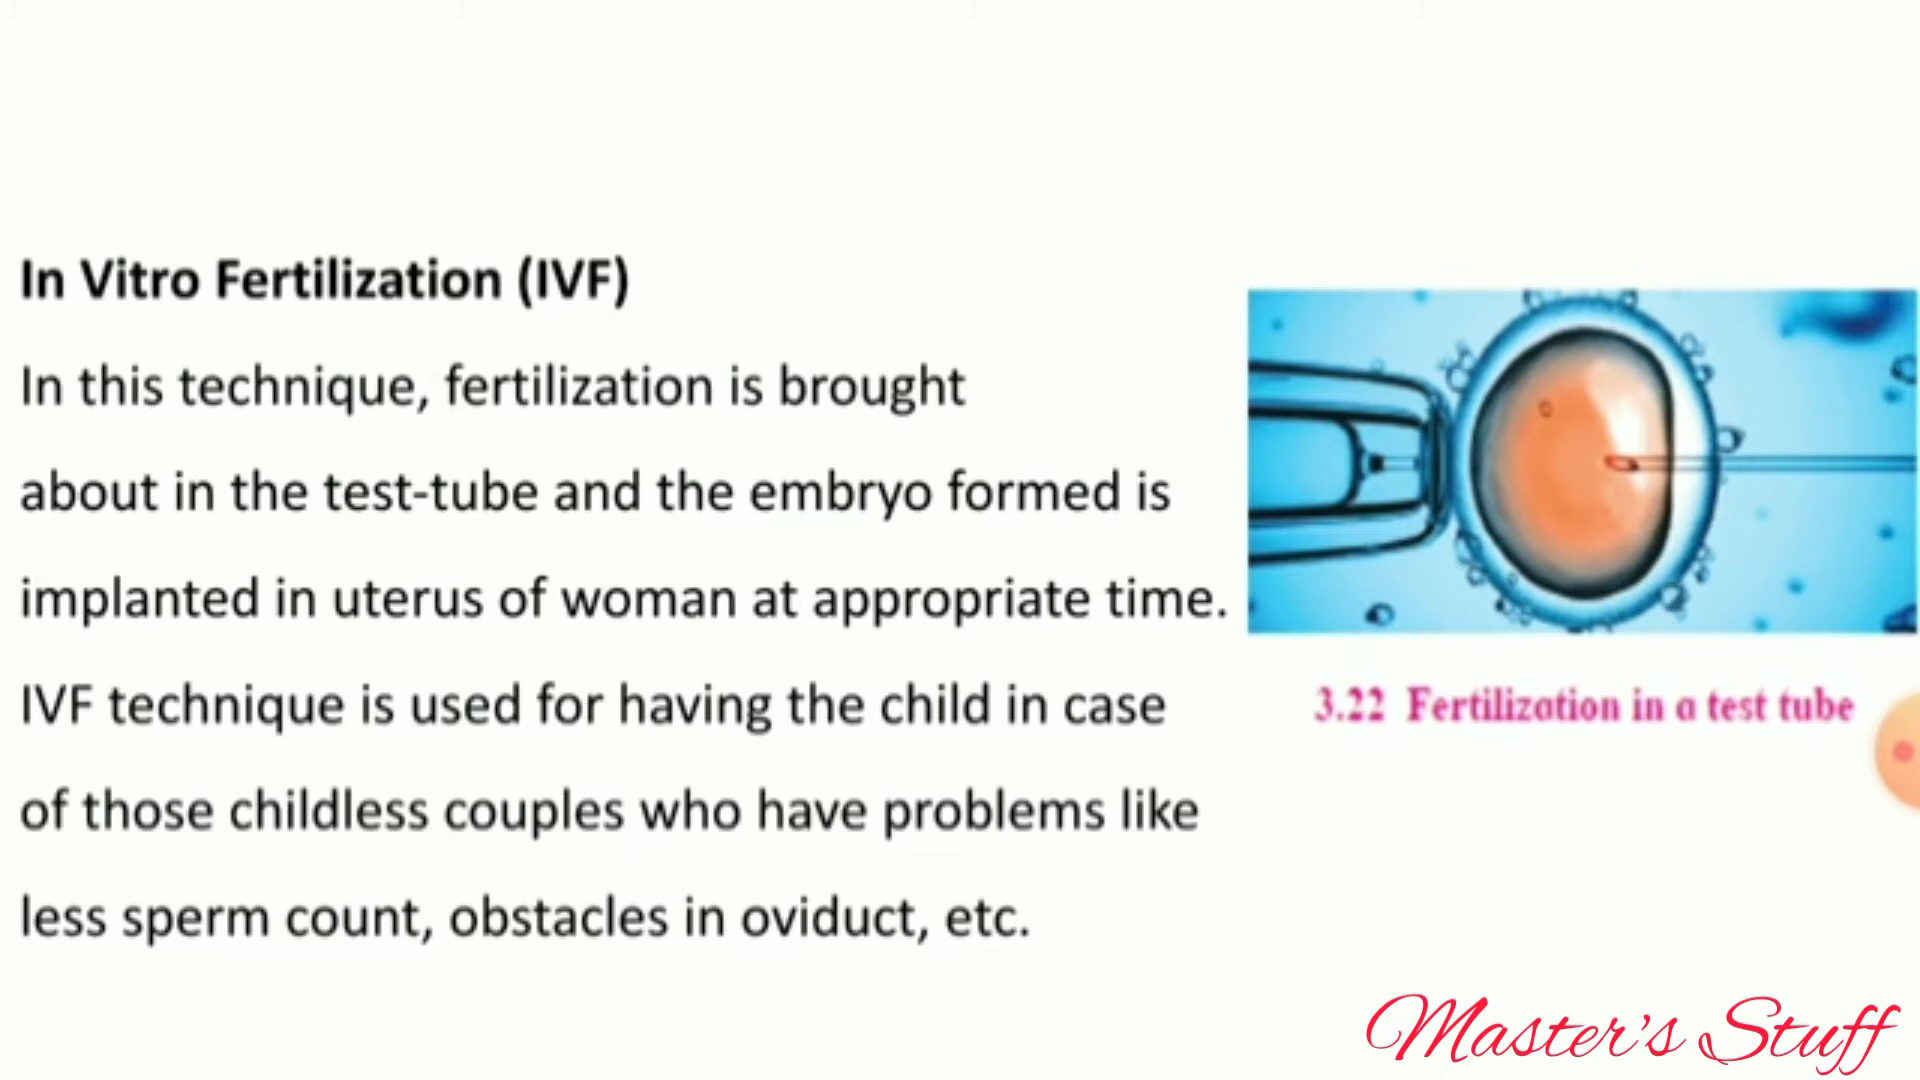 In Vitro Fertilization (IVF)
In this technique, fertilization is brought
about in the test-tube and the embryo formed is
implanted in uterus of woman at appropriate time.
IVF technique is used for having the child in case
of those childless couples who have problems like
less sperm count, obstacles in oviduct, etc.
3.22 Fertilization in a test tube
Master's Stuff